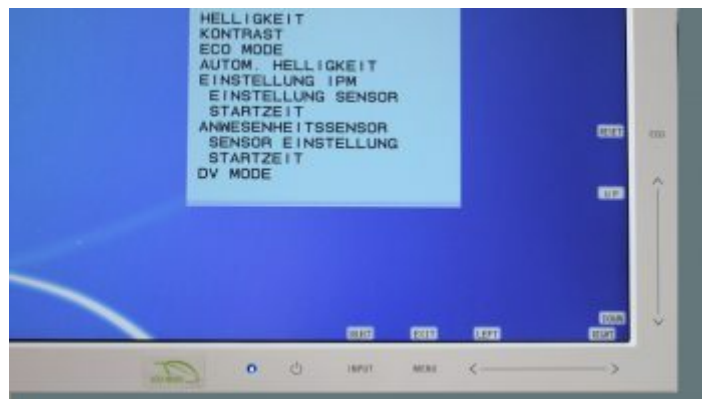 HELLIGKEIT
KONTRAST
ECO MODE
AUTOM. HELLIGKEIT
EINSTELLUNG IPM
EINSTELLUNG SENSOR
STARTZEIT
ANWESENHEITSSENSOR
SENSOR EINSTELLUNG
STARTZEIT
DV MODE
RESET
UP
DOWN
SELECT
EXIT
LEFT
RIGHT
INPUT
MENU